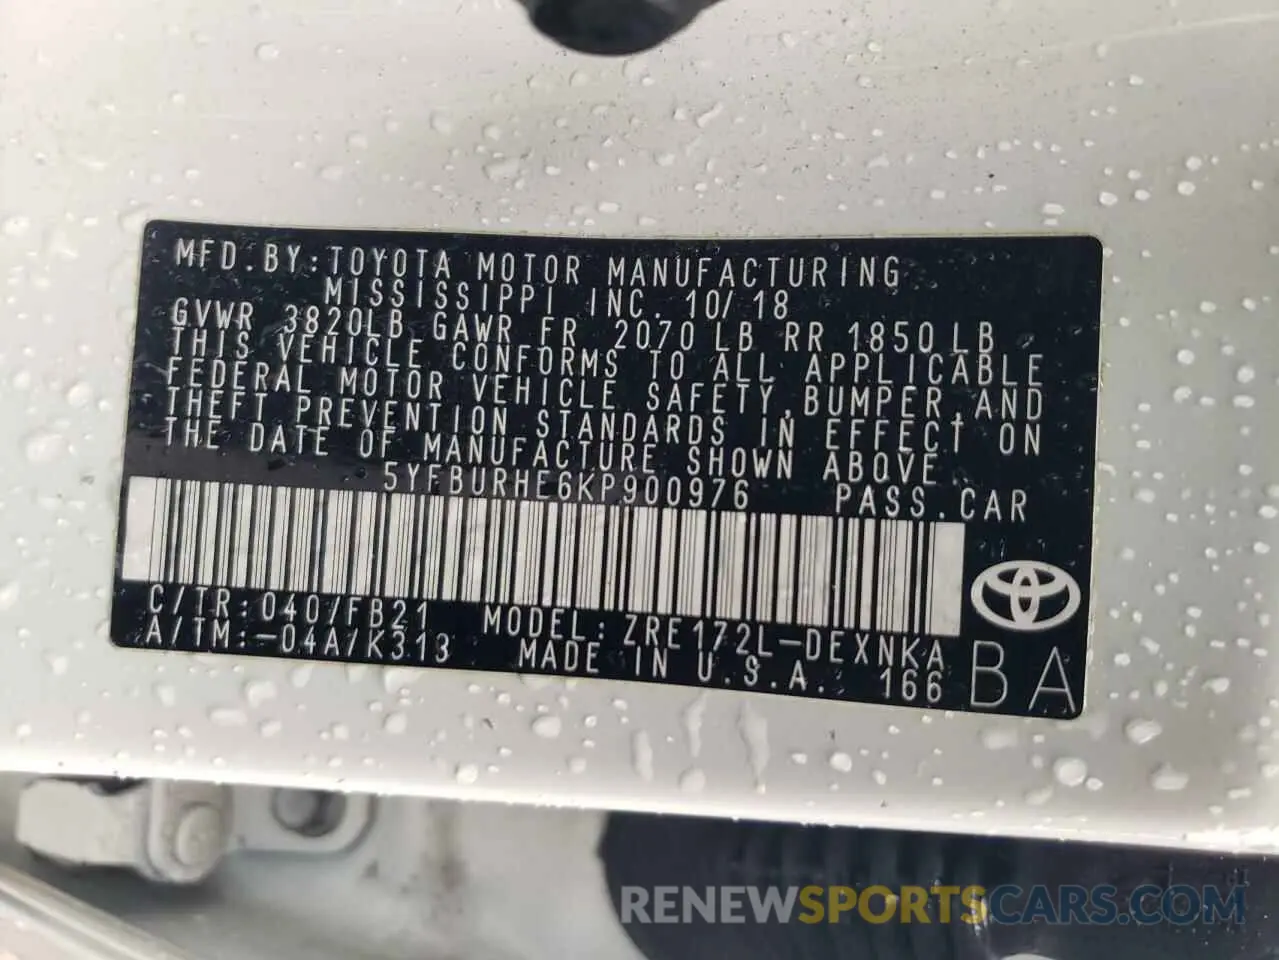 MFD.BY:TOYOTA MOTOR MANUFACTURING
MISSISSIPPI INC. 10/18
GVWR 3820LB GAWR FR 2070LB RR 1850LB
THIS VEHICLE CONFORMS TO ALL APPLICABLE
FEDERAL MOTOR VEHICLE SAFETY,BUMPER,AND
THEFT PREVENTION STANDARDS IN EFFECT ON
THE DATE OF MANUFACTURE SHOWN ABOVE.
5YFBURHE6KP900976 PASS.CAR
C/TR:040/FB21 MODEL:ZRE172L-DEXNKA
A/TM:-04A/K313 MADE IN U.S.A. 166
BA
RENEWSPORTSCARS.COM